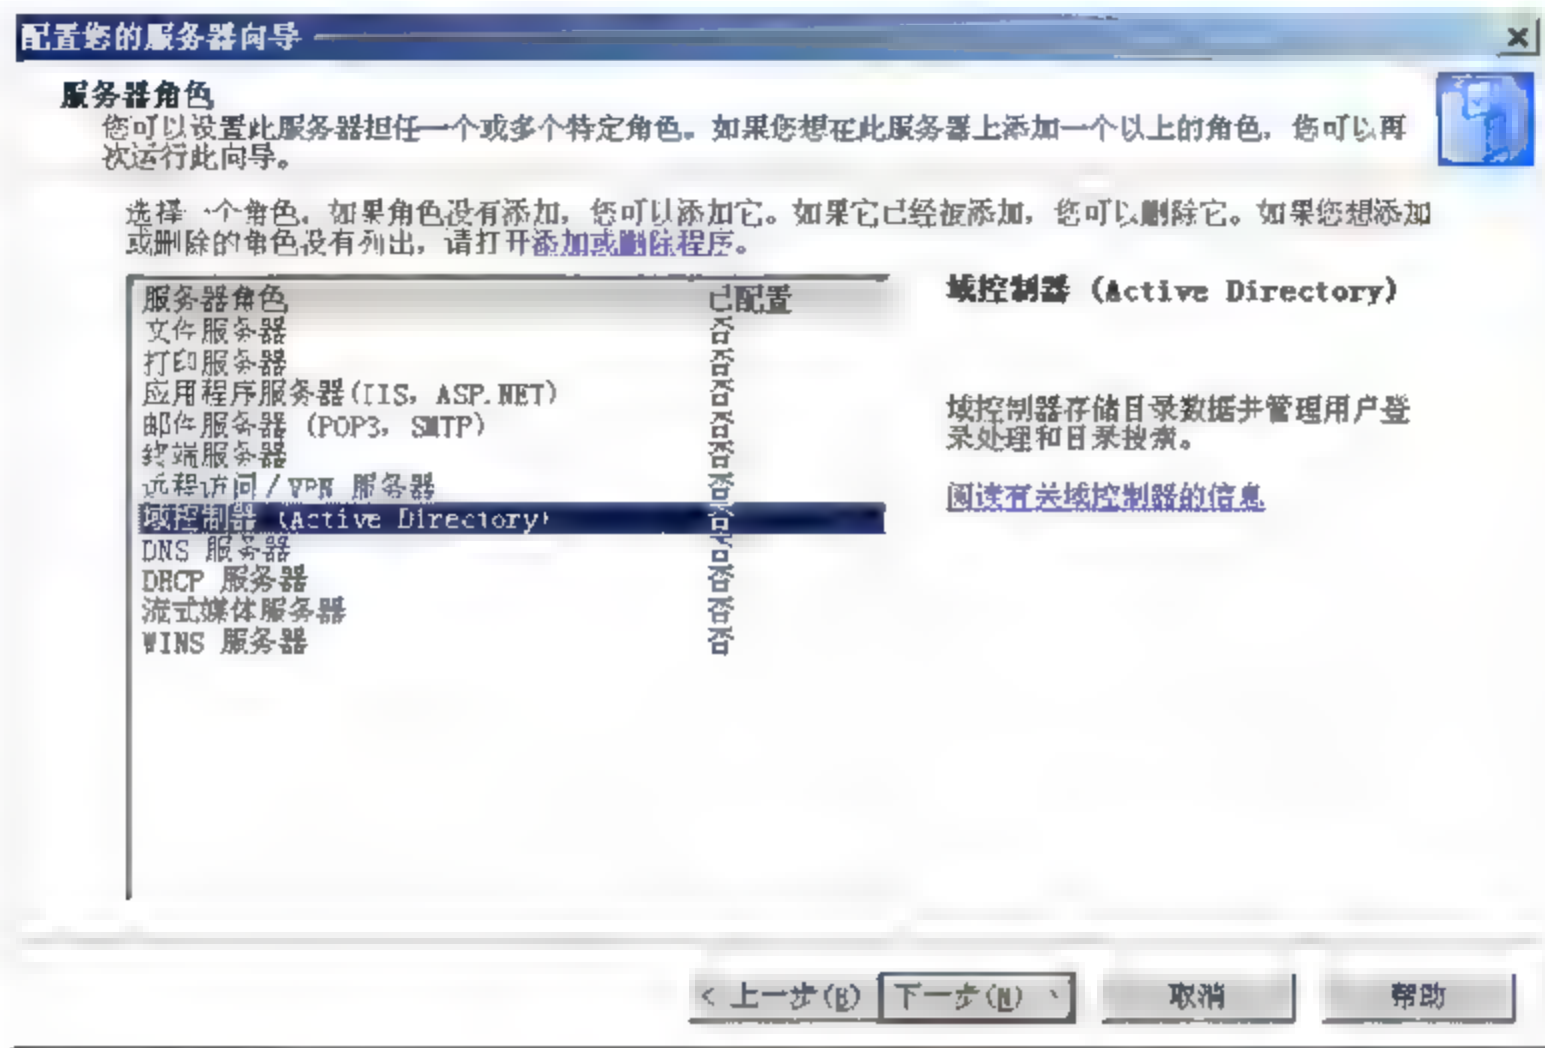 配置您的服务器向导
服务器角色
您可以设置此服务器担任一个或多个特定角色。如果您想在此服务器上添加一个以上的角色，您可以再
次运行此向导。
选择一个角色。如果角色没有添加，您可以添加它。如果它已经被添加，您可以删除它。如果您想添加
或删除的角色没有列出，请打开添加或删除程序。
服务器角色 已配置
文件服务器 否
打印服务器 否
应用程序服务器(IIS, ASP.NET) 否
邮件服务器 (POP3, SMTP) 否
终端服务器 否
远程访问/VPN 服务器 否
域控制器 (Active Directory) 否
DNS 服务器 否
DHCP 服务器 否
流式媒体服务器 否
WINS 服务器 否
域控制器 (Active Directory)
域控制器存储目录数据并管理用户登
录处理和目录搜索。
阅读有关域控制器的信息
< 上一步(B) 下一步(N) > 取消 帮助